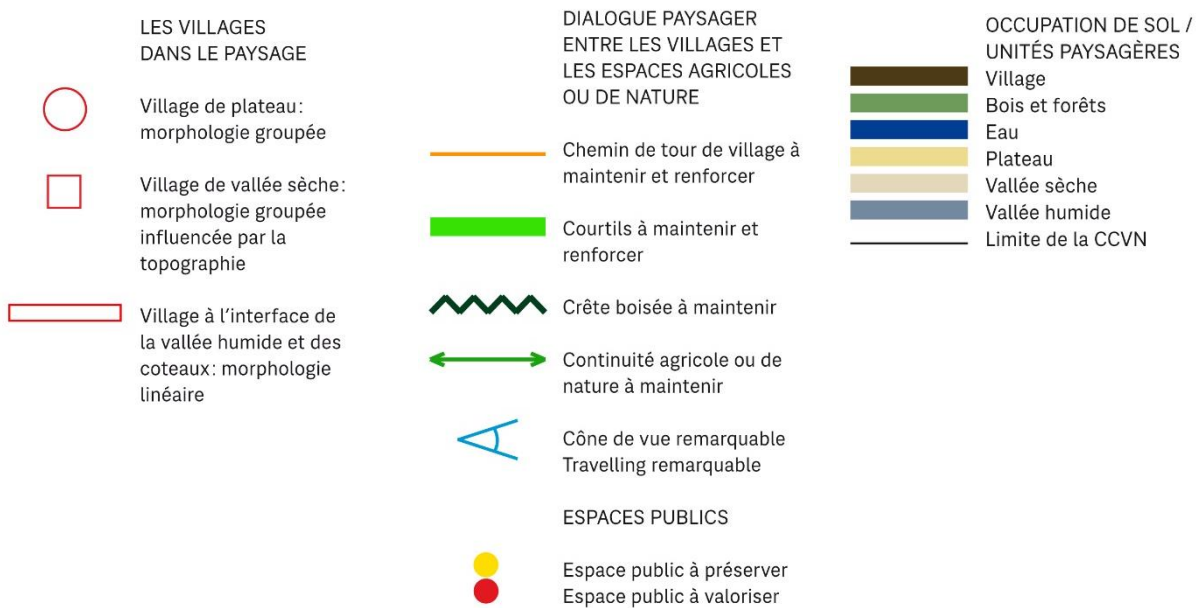 LES VILLAGES
DANS LE PAYSAGE
Village de plateau:
morphologie groupée
Village de vallée sèche:
morphologie groupée
influencée par la
topographie
Village à l'interface de
la vallée humide et des
coteaux: morphologie
linéaire
DIALOGUE PAYSAGER
ENTRE LES VILLAGES ET
LES ESPACES AGRICOLES
OU DE NATURE
Chemin de tour de village à
maintenir et renforcer
Courtils à maintenir et
renforcer
Crête boisée à maintenir
Continuité agricole ou de
nature à maintenir
Cône de vue remarquable
Travelling remarquable
ESPACES PUBLICS
Espace public à préserver
Espace public à valoriser
OCCUPATION DE SOL /
UNITÉS PAYSAGÈRES
Village
Bois et forêts
Eau
Plateau
Vallée sèche
Vallée humide
Limite de la CCVN